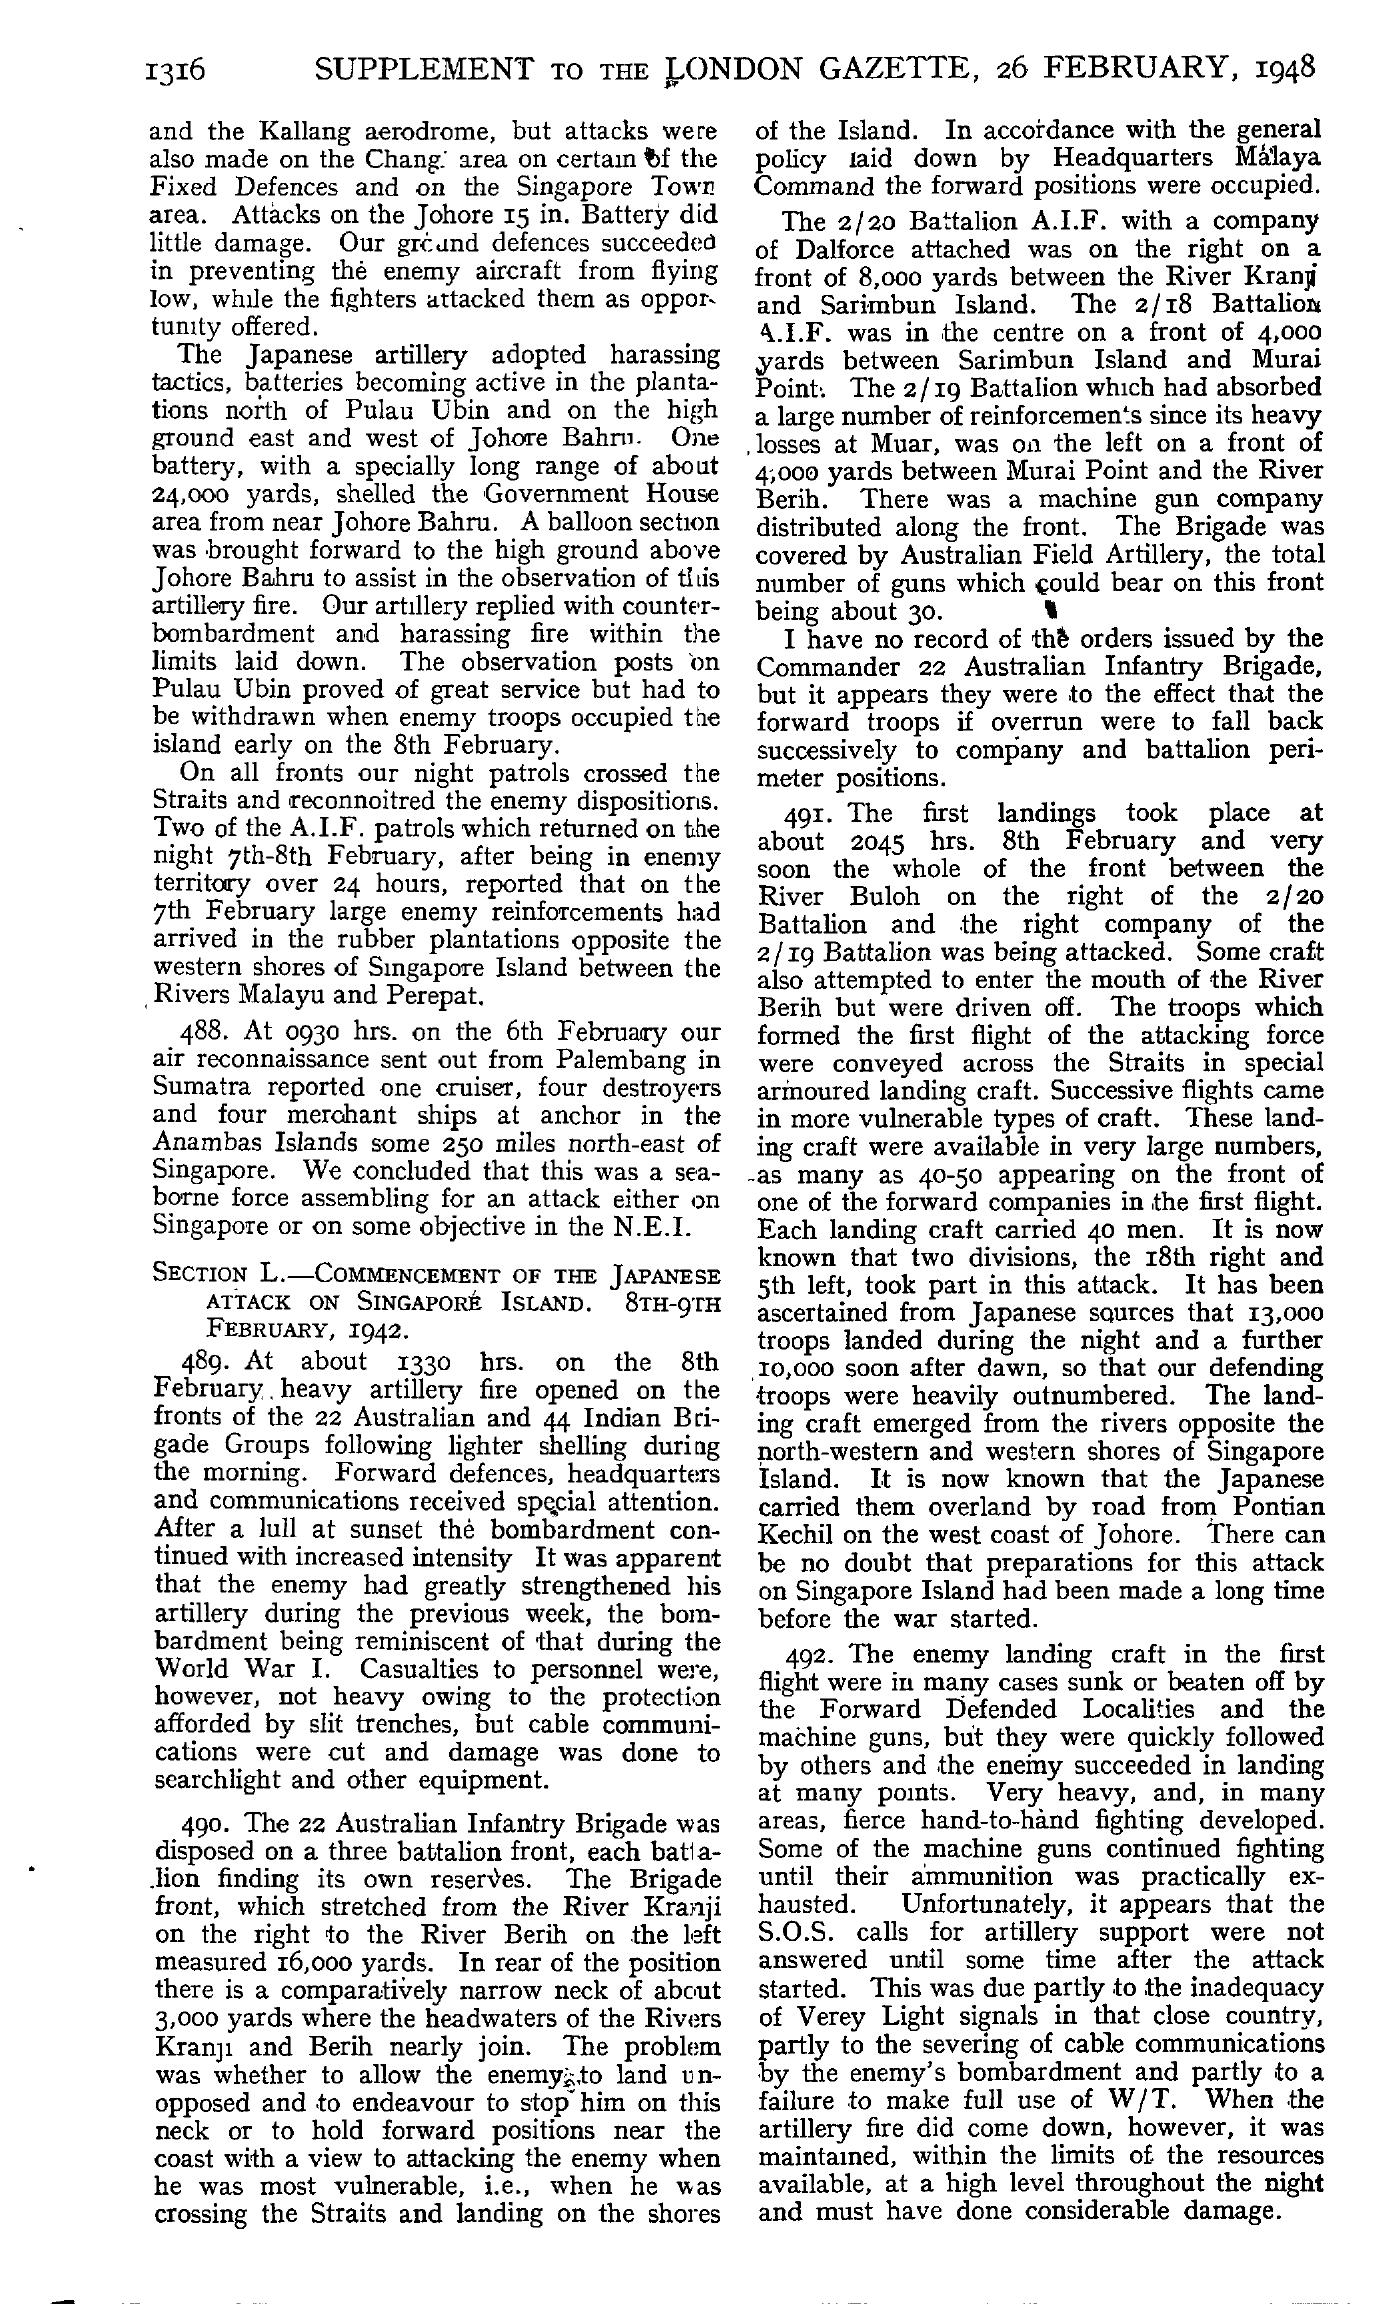 1316 SUPPLEMENT TO THE LONDON GAZETTE, 26 FEBRUARY, 1948
and the Kallang aerodrome, but attacks were
also made on the Changi area on certain of the
Fixed Defences and on the Singapore Town
area. Attacks on the Johore 15 in. Battery did
little damage. Our ground defences succeeded
in preventing the enemy aircraft from flying
low, while the fighters attacked them as oppor-
tunity offered.
The Japanese artillery adopted harassing
tactics, batteries becoming active in the planta-
tions north of Pulau Ubin and on the high
ground east and west of Johore Bahru. One
battery, with a specially long range of about
24,000 yards, shelled the Government House
area from near Johore Bahru. A balloon section
was brought forward to the high ground above
Johore Bahru to assist in the observation of this
artillery fire. Our artillery replied with counter-
bombardment and harassing fire within the
limits laid down. The observation posts on
Pulau Ubin proved of great service but had to
be withdrawn when enemy troops occupied the
island early on the 8th February.
On all fronts our night patrols crossed the
Straits and reconnoitred the enemy dispositions.
Two of the A.I.F. patrols which returned on the
night 7th-8th February, after being in enemy
territory over 24 hours, reported that on the
7th February large enemy reinforcements had
arrived in the rubber plantations opposite the
western shores of Singapore Island between the
Rivers Malayu and Perepat.
488. At 0930 hrs. on the 6th February our
air reconnaissance sent out from Palembang in
Sumatra reported one cruiser, four destroyers
and four merchant ships at anchor in the
Anambas Islands some 250 miles north-east of
Singapore. We concluded that this was a sea-
borne force assembling for an attack either on
Singapore or on some objective in the N.E.I.
SECTION L.—COMMENCEMENT OF THE JAPANESE
ATTACK ON SINGAPORE ISLAND. 8TH-9TH
FEBRUARY, 1942.
489. At about 1330 hrs. on the 8th
February heavy artillery fire opened on the
fronts of the 22 Australian and 44 Indian Bri-
gade Groups following lighter shelling during
the morning. Forward defences, headquarters
and communications received special attention.
After a lull at sunset the bombardment con-
tinued with increased intensity It was apparent
that the enemy had greatly strengthened his
artillery during the previous week, the bom-
bardment being reminiscent of that during the
World War I. Casualties to personnel were,
however, not heavy owing to the protection
afforded by slit trenches, but cable communi-
cations were cut and damage was done to
searchlight and other equipment.
490. The 22 Australian Infantry Brigade was
disposed on a three battalion front, each batta-
lion finding its own reserves. The Brigade
front, which stretched from the River Kranji
on the right to the River Berih on the left
measured 16,000 yards. In rear of the position
there is a comparatively narrow neck of about
3,000 yards where the headwaters of the Rivers
Kranji and Berih nearly join. The problem
was whether to allow the enemy to land un-
opposed and to endeavour to stop him on this
neck or to hold forward positions near the
coast with a view to attacking the enemy when
he was most vulnerable, i.e., when he was
crossing the Straits and landing on the shores
of the Island. In accordance with the general
policy laid down by Headquarters Malaya
Command the forward positions were occupied.
The 2/20 Battalion A.I.F. with a company
of Dalforce attached was on the right on a
front of 8,000 yards between the River Kranji
and Sarimbun Island. The 2/18 Battalion
A.I.F. was in the centre on a front of 4,000
yards between Sarimbun Island and Murai
Point. The 2/19 Battalion which had absorbed
a large number of reinforcements since its heavy
losses at Muar, was on the left on a front of
4,000 yards between Murai Point and the River
Berih. There was a machine gun company
distributed along the front. The Brigade was
covered by Australian Field Artillery, the total
number of guns which could bear on this front
being about 30.
I have no record of the orders issued by the
Commander 22 Australian Infantry Brigade,
but it appears they were to the effect that the
forward troops if overrun were to fall back
successively to company and battalion peri-
meter positions.
491. The first landings took place at
about 2045 hrs. 8th February and very
soon the whole of the front between the
River Buloh on the right of the 2/20
Battalion and the right company of the
2/19 Battalion was being attacked. Some craft
also attempted to enter the mouth of the River
Berih but were driven off. The troops which
formed the first flight of the attacking force
were conveyed across the Straits in special
armoured landing craft. Successive flights came
in more vulnerable types of craft. These land-
ing craft were available in very large numbers,
as many as 40-50 appearing on the front of
one of the forward companies in the first flight.
Each landing craft carried 40 men. It is now
known that two divisions, the 18th right and
5th left, took part in this attack. It has been
ascertained from Japanese sources that 13,000
troops landed during the night and a further
10,000 soon after dawn, so that our defending
troops were heavily outnumbered. The land-
ing craft emerged from the rivers opposite the
north-western and western shores of Singapore
Island. It is now known that the Japanese
carried them overland by road from Pontian
Kechil on the west coast of Johore. There can
be no doubt that preparations for this attack
on Singapore Island had been made a long time
before the war started.
492. The enemy landing craft in the first
flight were in many cases sunk or beaten off by
the Forward Defended Localities and the
machine guns, but they were quickly followed
by others and the enemy succeeded in landing
at many points. Very heavy, and, in many
areas, fierce hand-to-hand fighting developed.
Some of the machine guns continued fighting
until their ammunition was practically ex-
hausted. Unfortunately, it appears that the
S.O.S. calls for artillery support were not
answered until some time after the attack
started. This was due partly to the inadequacy
of Verey Light signals in that close country,
partly to the severing of cable communications
by the enemy's bombardment and partly to a
failure to make full use of W/T. When the
artillery fire did come down, however, it was
maintained, within the limits of the resources
available, at a high level throughout the night
and must have done considerable damage.